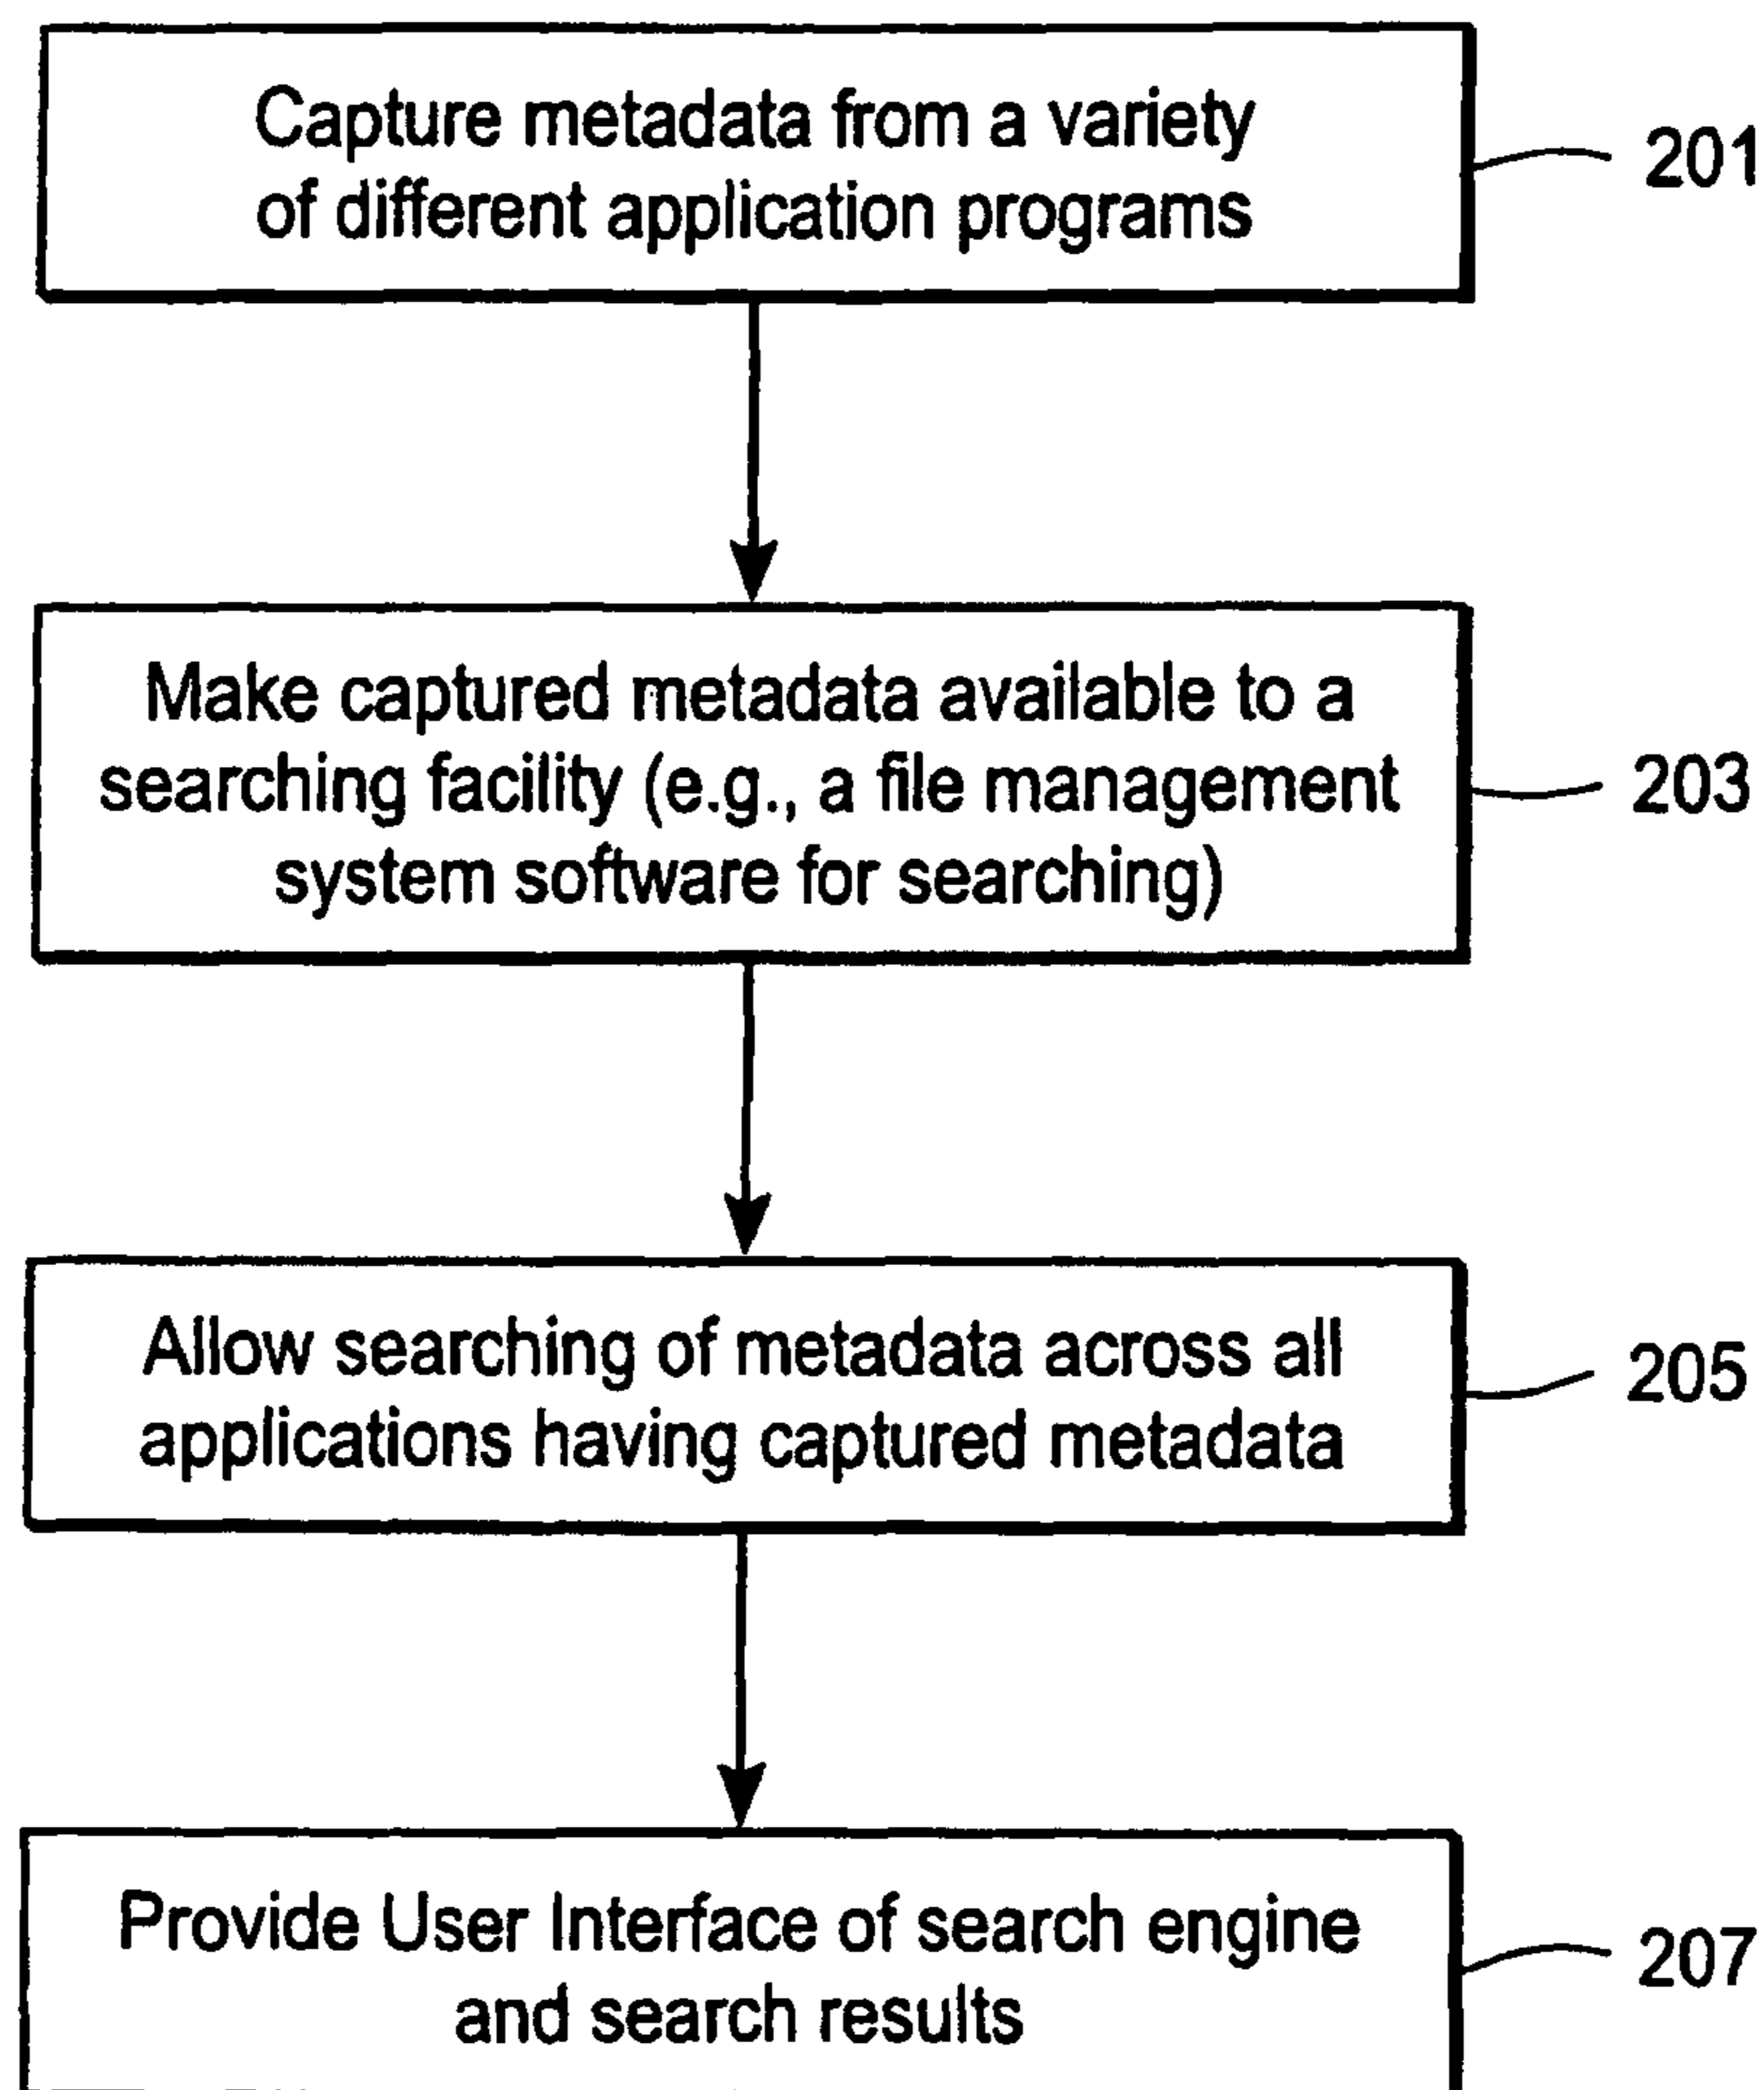 Capture metadata from a variety
of different application programs
201
Make captured metadata available to a
searching facility (e.g., a file management
system software for searching)
203
Allow searching of metadata across all
applications having captured metadata
205
Provide User Interface of search engine
and search results
207